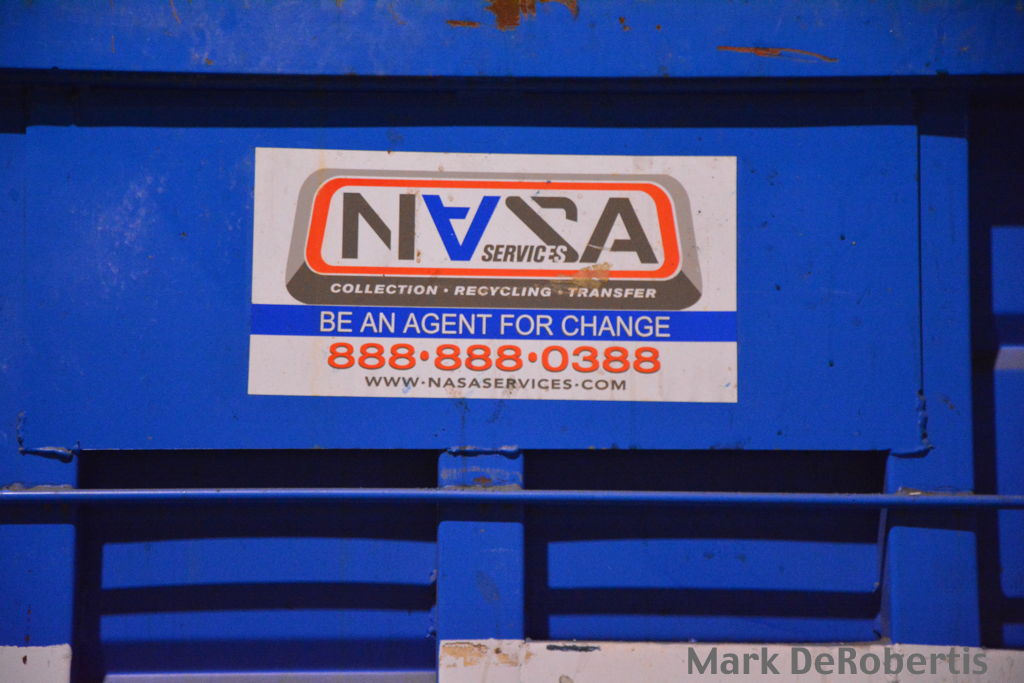 NASA
SERVICES
COLLECTION · RECYCLING · TRANSFER
BE AN AGENT FOR CHANGE
888·888·0388
WWW·NASASERVICES·COM
Mark DeRobertis